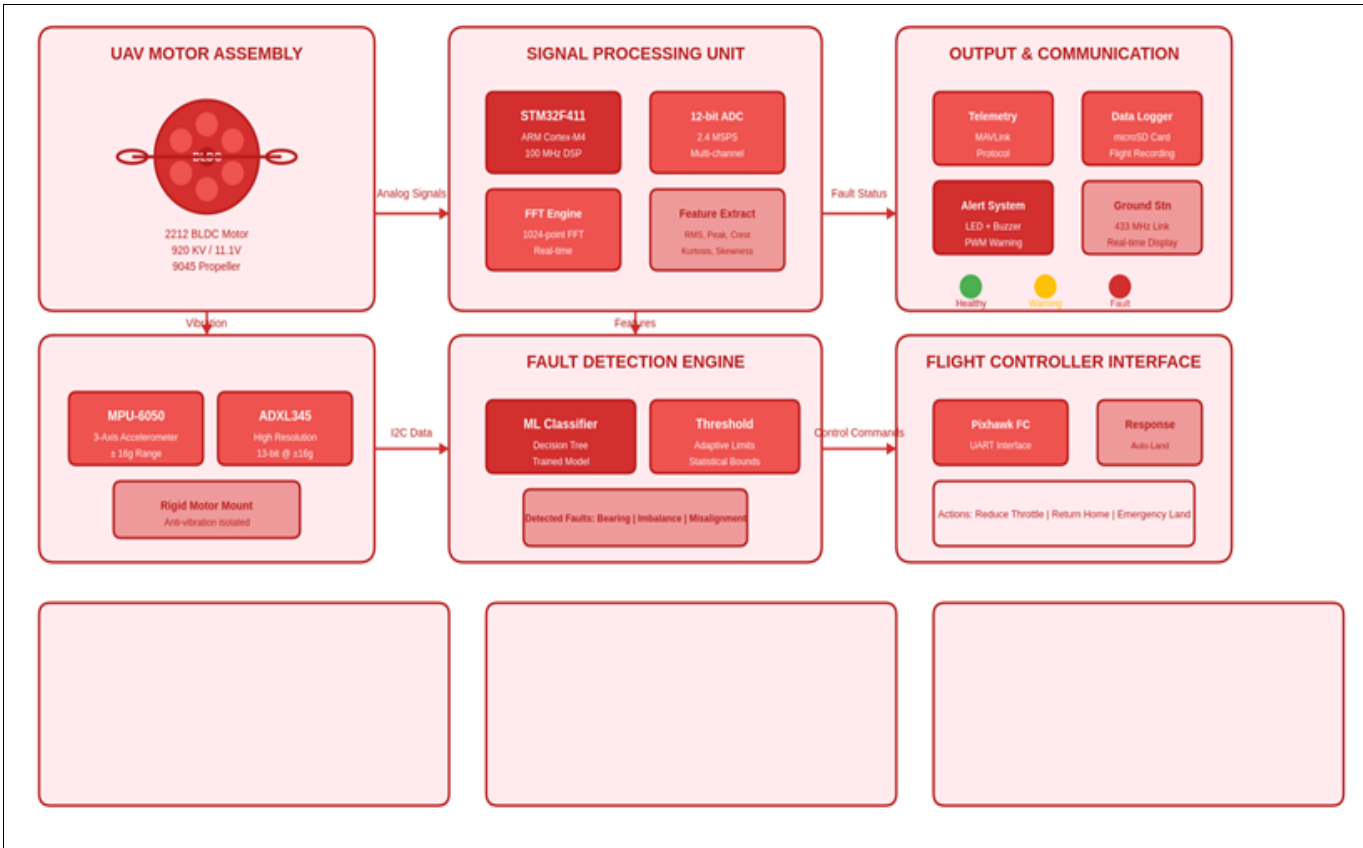 UAV MOTOR ASSEMBLY
BLDC
2212 BLDC Motor
920 KV / 11.1V
9045 Propeller
Analog Signals
SIGNAL PROCESSING UNIT
STM32F411
ARM Cortex-M4
100 MHz DSP
12-bit ADC
2.4 MSPS
Multi-channel
FFT Engine
1024-point FFT
Real-time
Feature Extract
RMS, Peak, Crest
Kurtosis, Skewness
Fault Status
OUTPUT & COMMUNICATION
Telemetry
MAVLink
Protocol
Data Logger
microSD Card
Flight Recording
Alert System
LED + Buzzer
PWM Warning
Ground Stn
433 MHz Link
Real-time Display
Healthy
Warning
Fault
Vibration
Features
MPU-6050
3-Axis Accelerometer
± 16g Range
ADXL345
High Resolution
13-bit @ ±16g
Rigid Motor Mount
Anti-vibration isolated
I2C Data
FAULT DETECTION ENGINE
ML Classifier
Decision Tree
Trained Model
Threshold
Adaptive Limits
Statistical Bounds
Detected Faults: Bearing | Imbalance | Misalignment
Control Commands
FLIGHT CONTROLLER INTERFACE
Pixhawk FC
UART Interface
Response
Auto-Land
Actions: Reduce Throttle | Return Home | Emergency Land